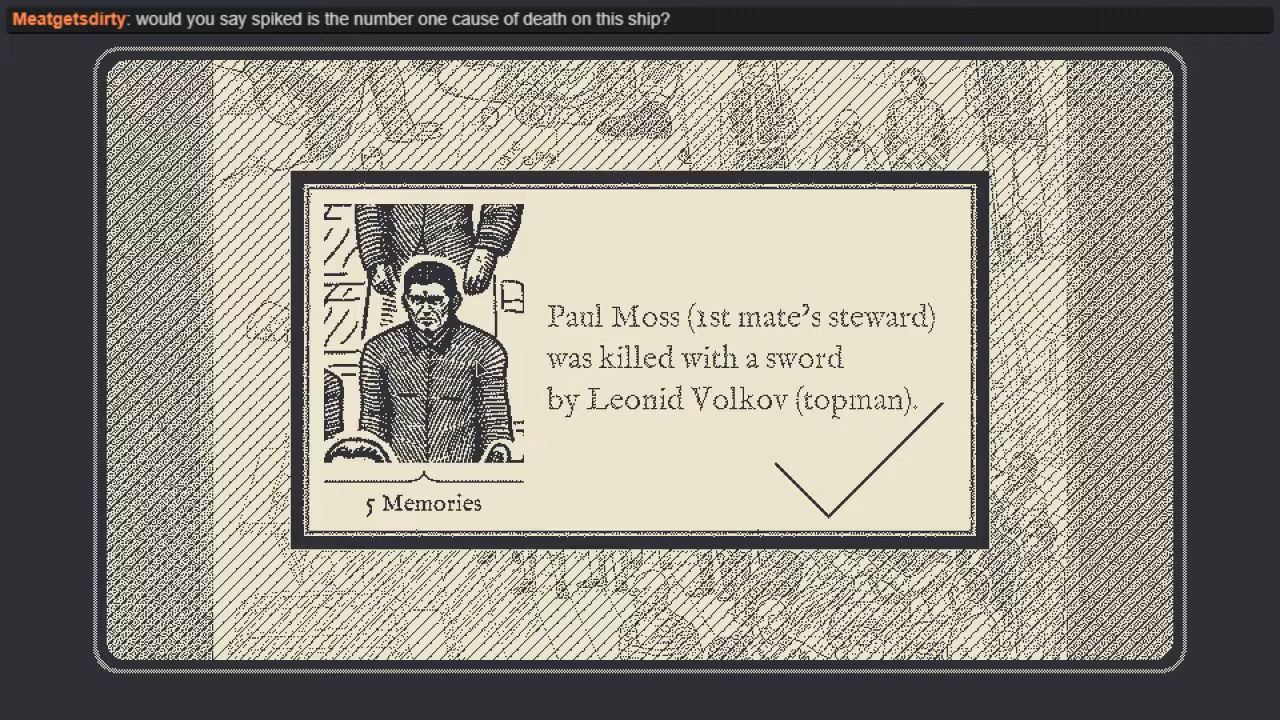 Meatgetsdirty: would you say spiked is the number one cause of death on this ship?
Paul Moss (1st mate's steward)
was killed with a sword
by Leonid Volkov (topman).
5 Memories